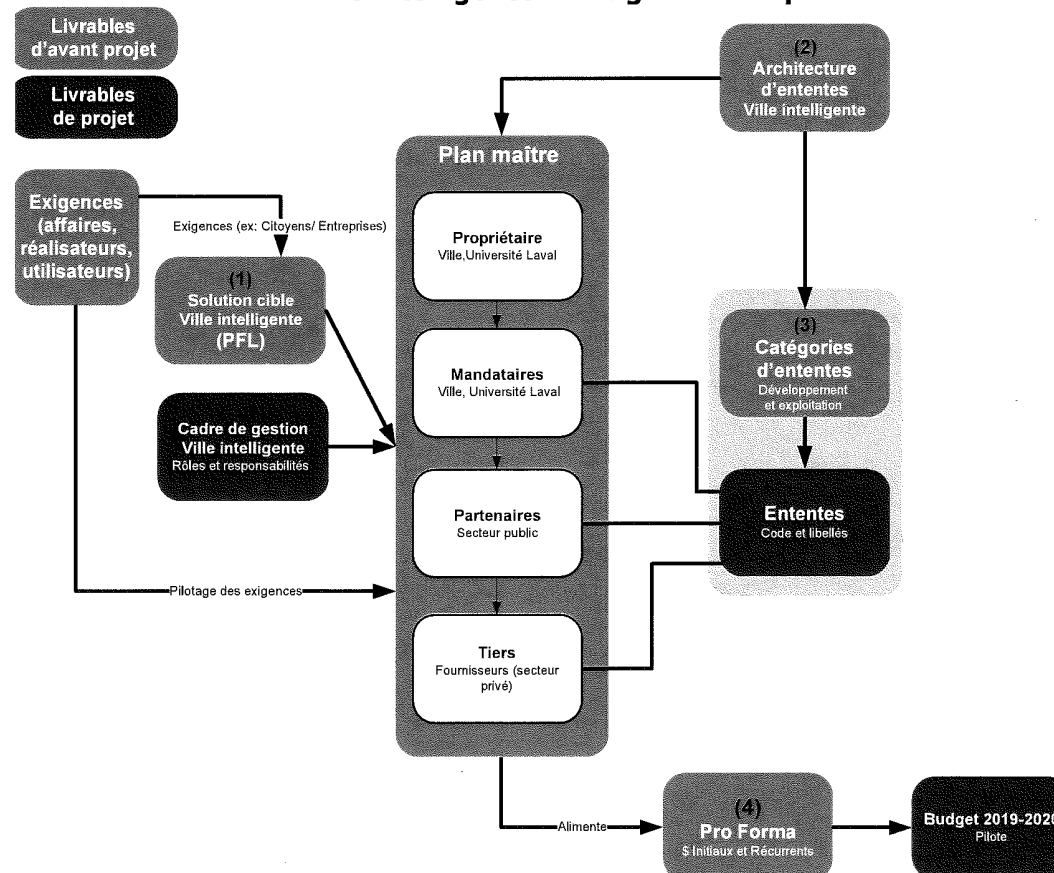 Livrables
d'avant projet
Livrables
de projet
(2)
Architecture
d'ententes
Ville intelligente
Plan maître
Exigences
(affaires,
réalisateurs,
utilisateurs)
Exigences (ex: Citoyens/ Entreprises)
(1)
Solution cible
Ville intelligente
(PFL)
Cadre de gestion
Ville intelligente
Rôles et responsabilités
Pilotage des exigences
Propriétaire
Ville,Université Laval
Mandataires
Ville, Université Laval
Partenaires
Secteur public
Tiers
Fournisseurs (secteur
privé)
(3)
Catégories
d'ententes
Développement
et exploitation
Ententes
Code et libellés
Alimente
(4)
Pro Forma
$ Initiaux et Récurrents
Budget 2019-2020
Pilote